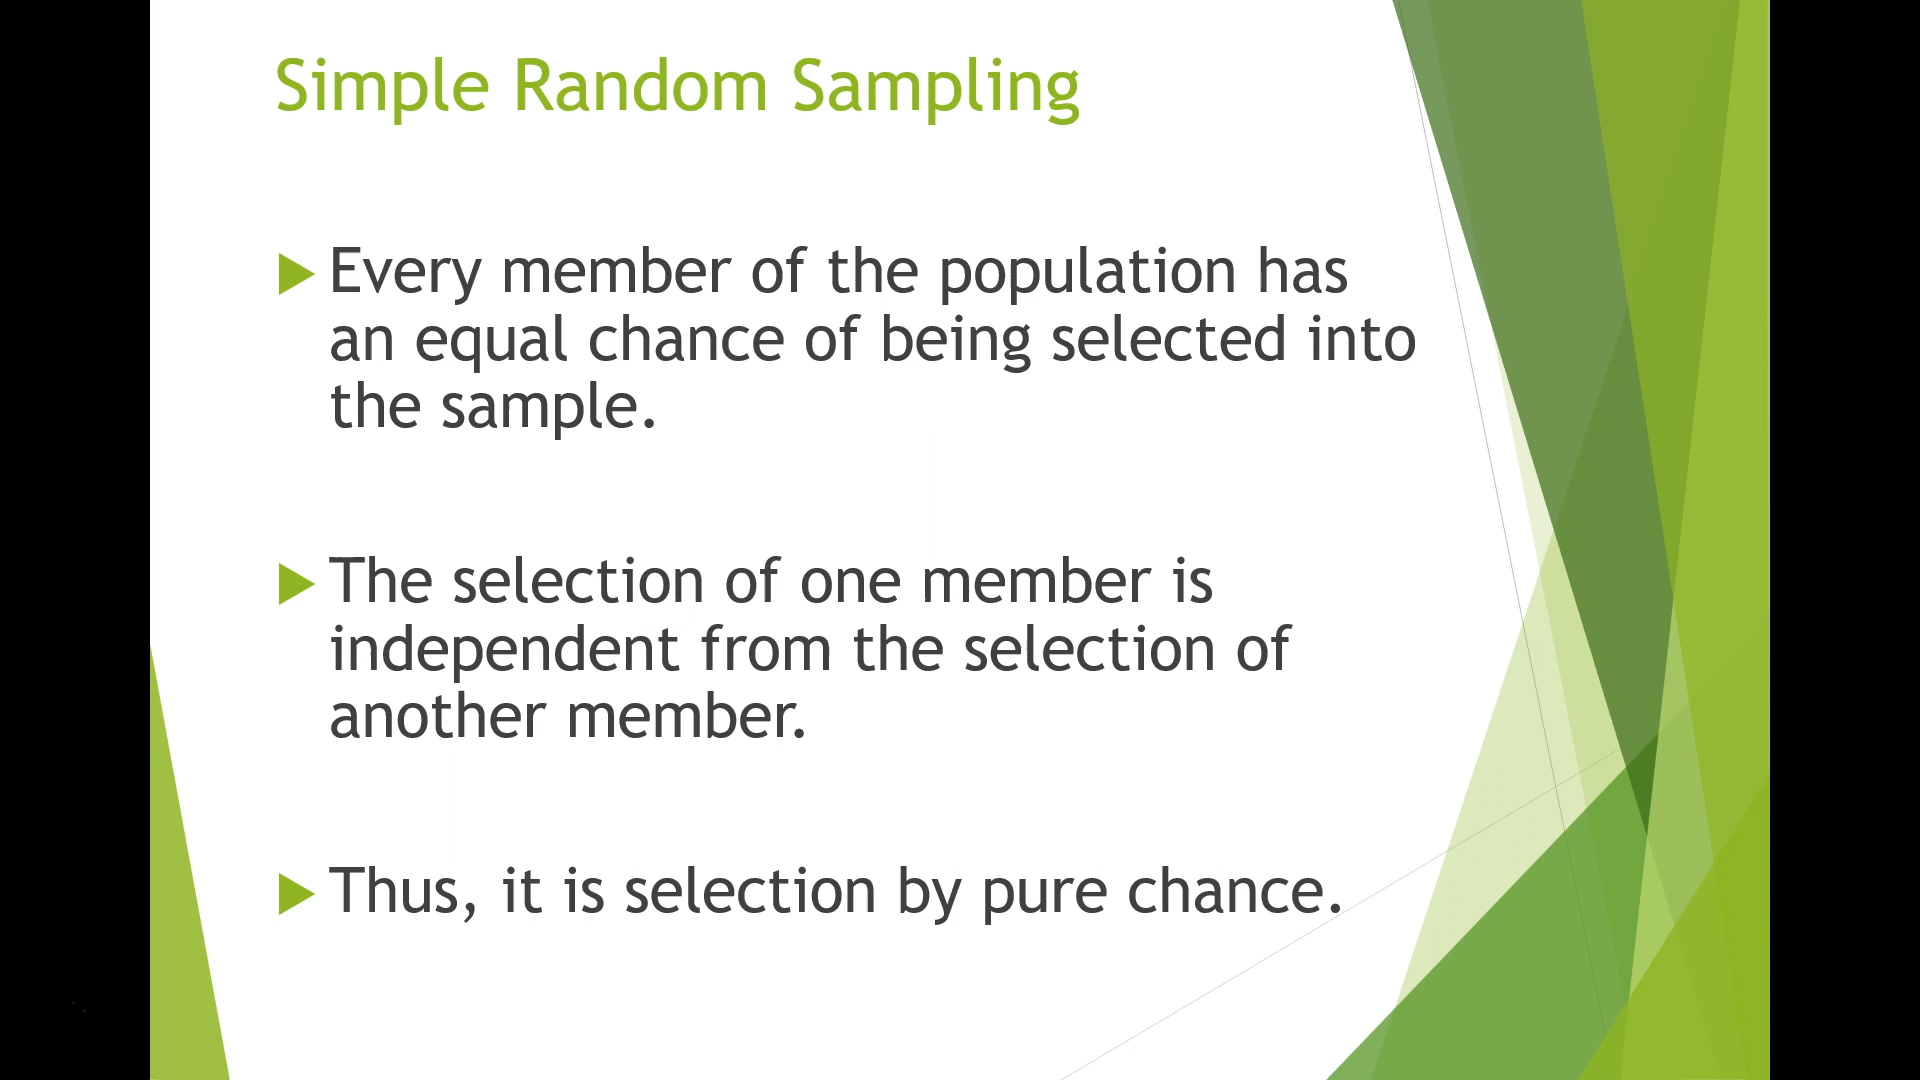 Simple Random Sampling
Every member of the population has
an equal chance of being selected into
the sample.
The selection of one member is
independent from the selection of
another member.
Thus, it is selection by pure chance.